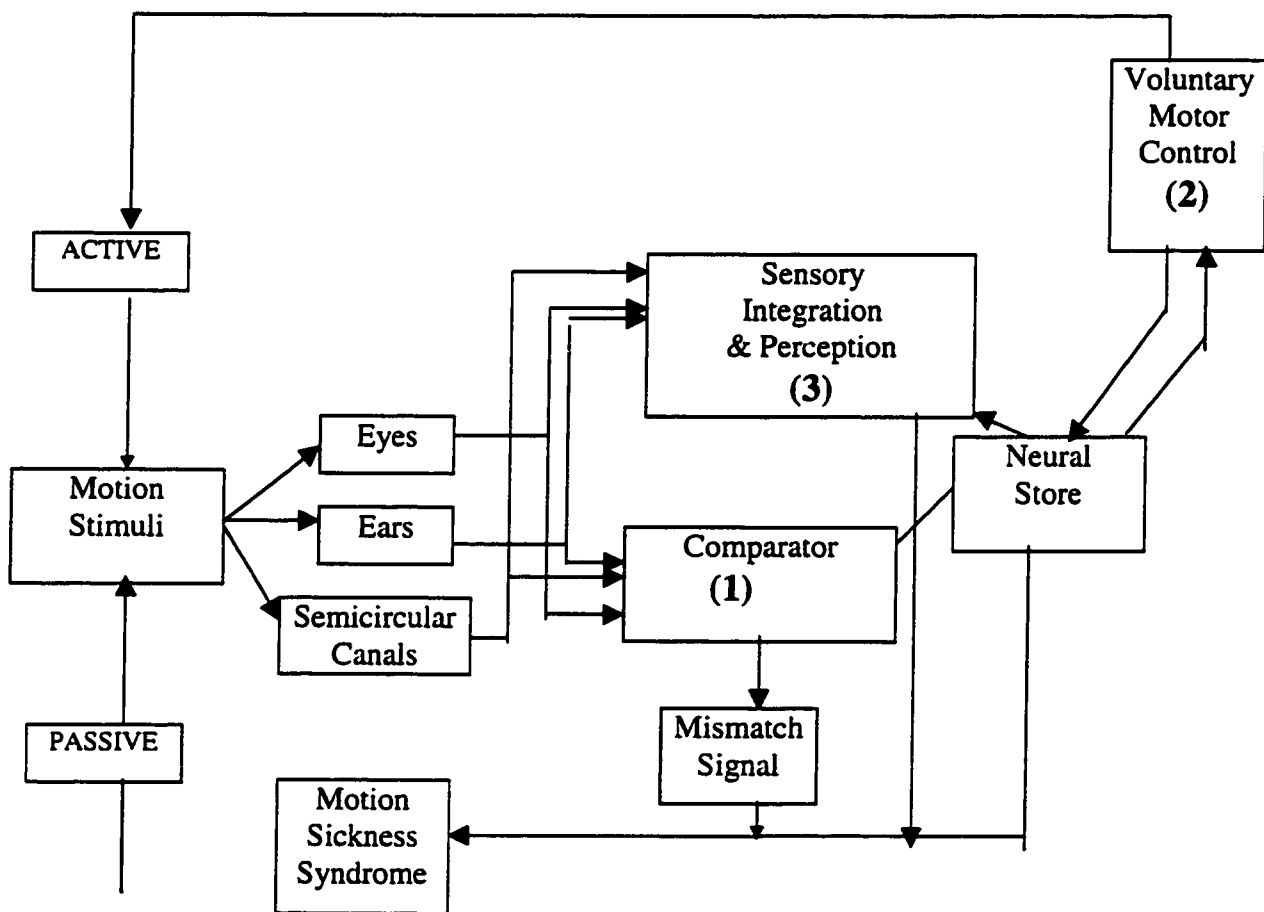 Voluntary
Motor
Control
(2)
ACTIVE
Sensory
Integration
& Perception
(3)
Eyes
Neural
Store
Motion
Stimuli
Ears
Comparator
(1)
Semicircular
Canals
Mismatch
Signal
PASSIVE
Motion
Sickness
Syndrome